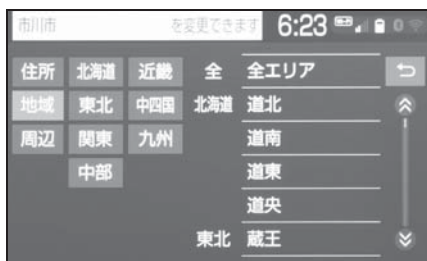 市川市 を変更できます 6:23 0
住所 北海道 近畿 全 全エリア
地域 東北 中四国 北海道 道北
周辺 関東 九州 道南
中部 道東
道央
東北 蔵王